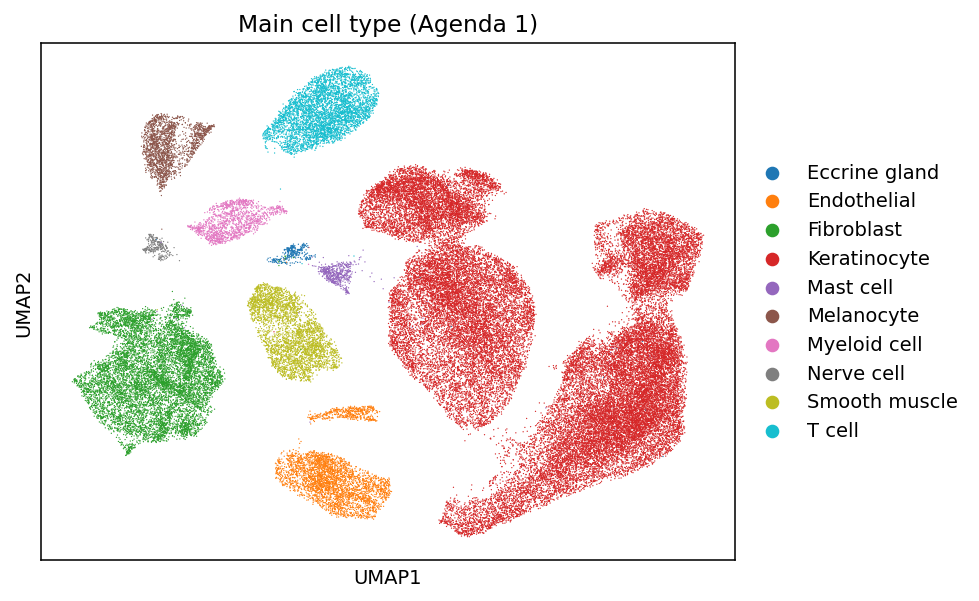 Main cell type (Agenda 1)
UMAP2
UMAP1
Eccrine gland
Endothelial
Fibroblast
Keratinocyte
Mast cell
Melanocyte
Myeloid cell
Nerve cell
Smooth muscle
T cell